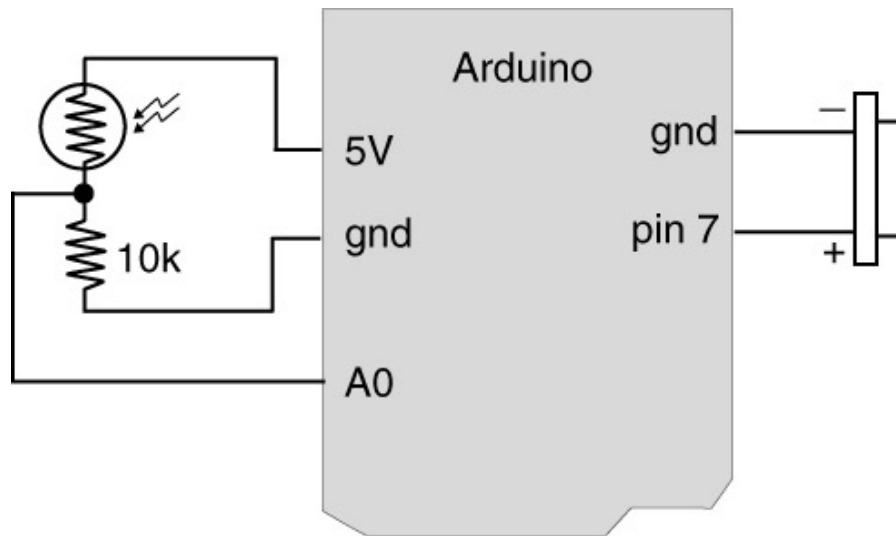 Arduino
5V
gnd
gnd
pin 7
10k
A0
–
+